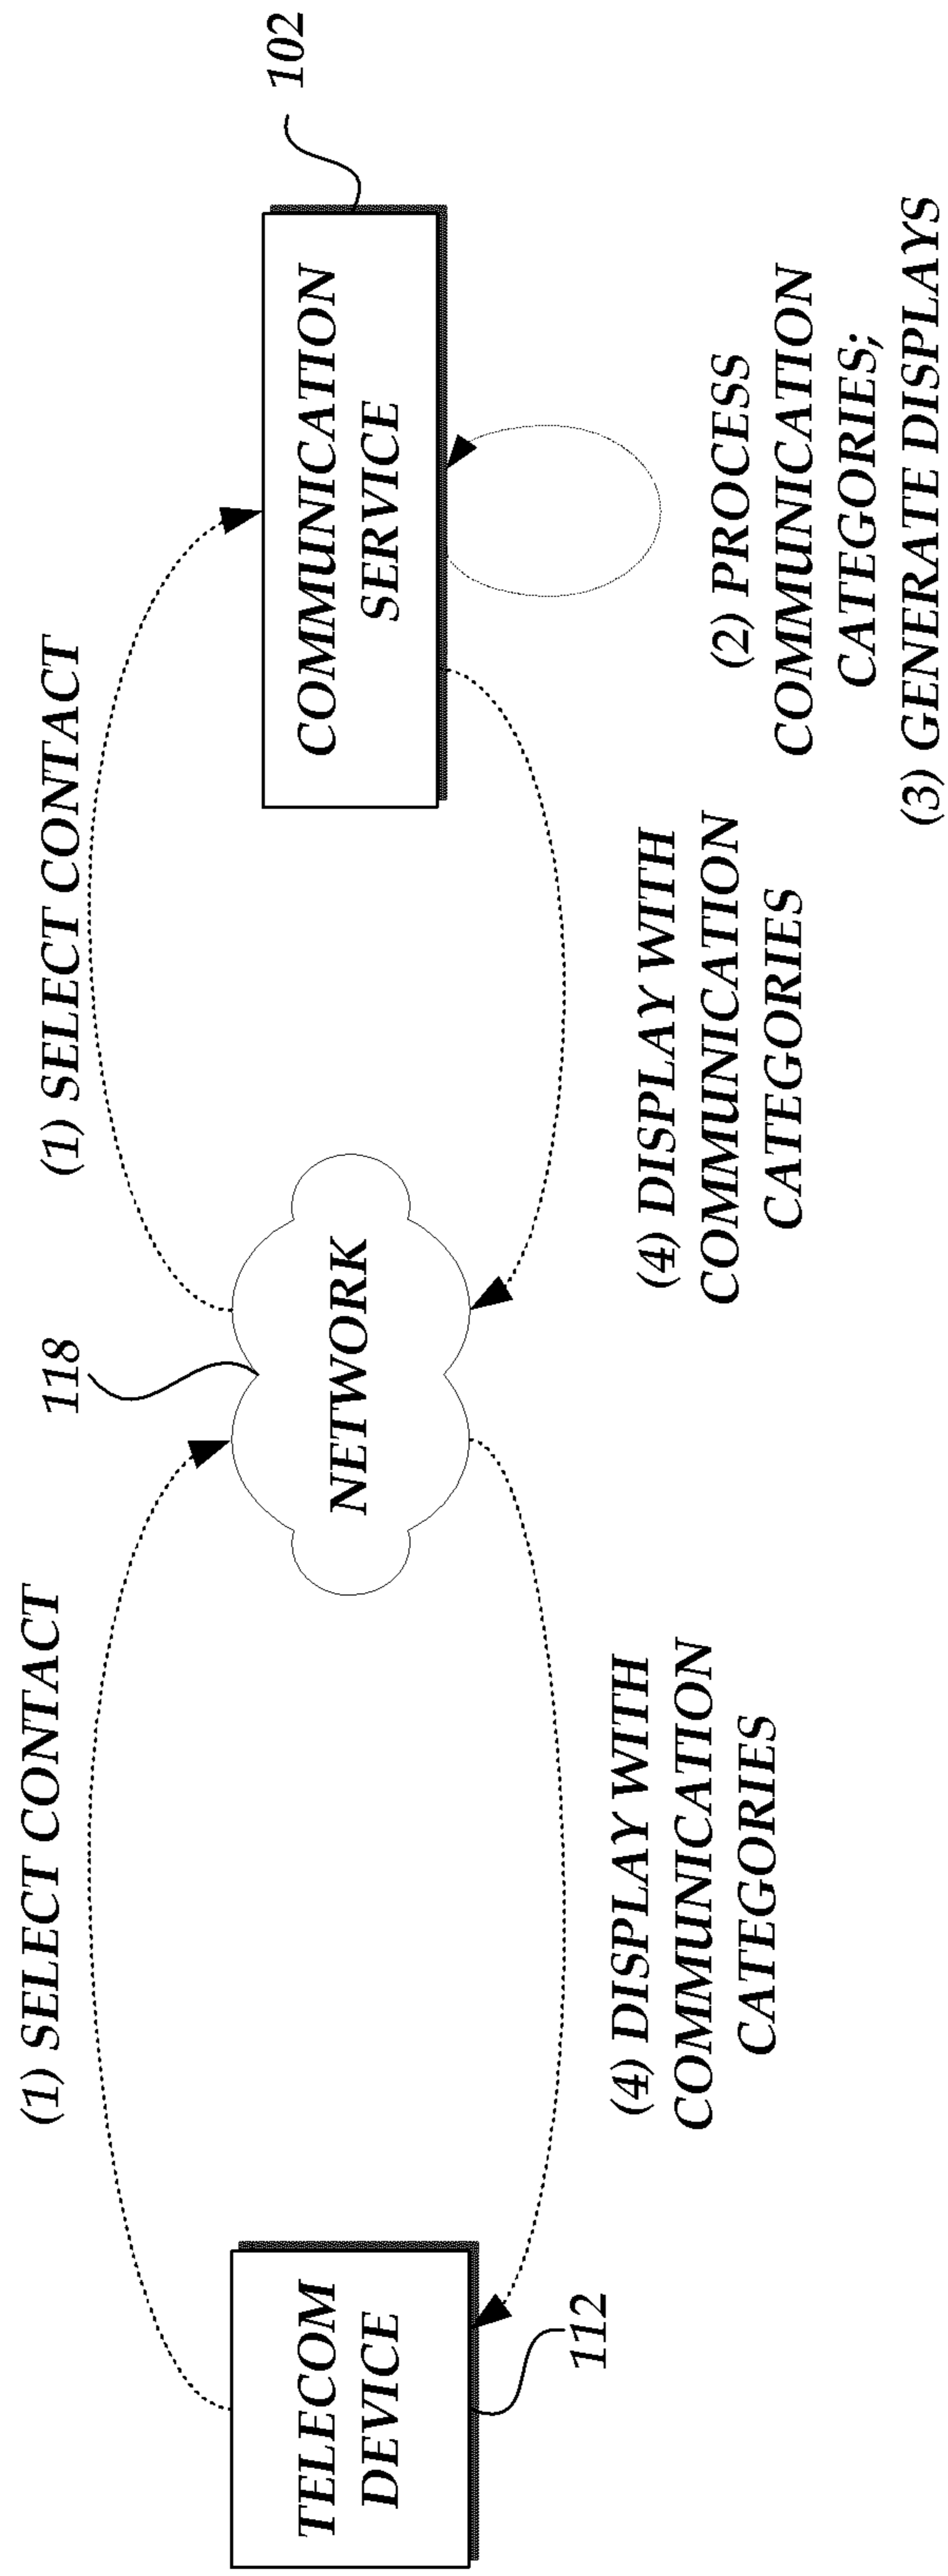 (1) SELECT CONTACT
(1) SELECT CONTACT
118
102
TELECOM
DEVICE
112
NETWORK
COMMUNICATION
SERVICE
(4) DISPLAY WITH
COMMUNICATION
CATEGORIES
(4) DISPLAY WITH
COMMUNICATION
CATEGORIES
(2) PROCESS
COMMUNICATION
CATEGORIES;
(3) GENERATE DISPLAYS